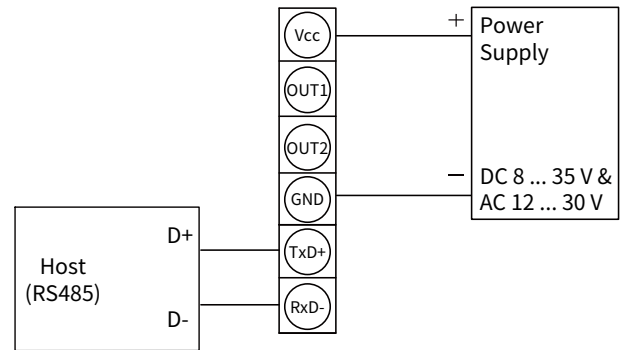 Vcc
OUT1
OUT2
GND
TxD+
RxD-
+ Power
Supply
– DC 8 ... 35 V &
AC 12 ... 30 V
D+
Host
(RS485)
D-